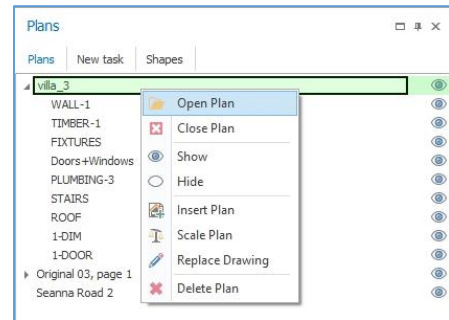 Plans
Plans New task Shapes
villa_3
WALL-1
TIMBER-1
FIXTURES
Doors+Windows
PLUMBING-3
STAIRS
ROOF
1-DIM
1-DOOR
Original 03, page 1
Seanna Road 2
Open Plan
Close Plan
Show
Hide
Insert Plan
Scale Plan
Replace Drawing
Delete Plan